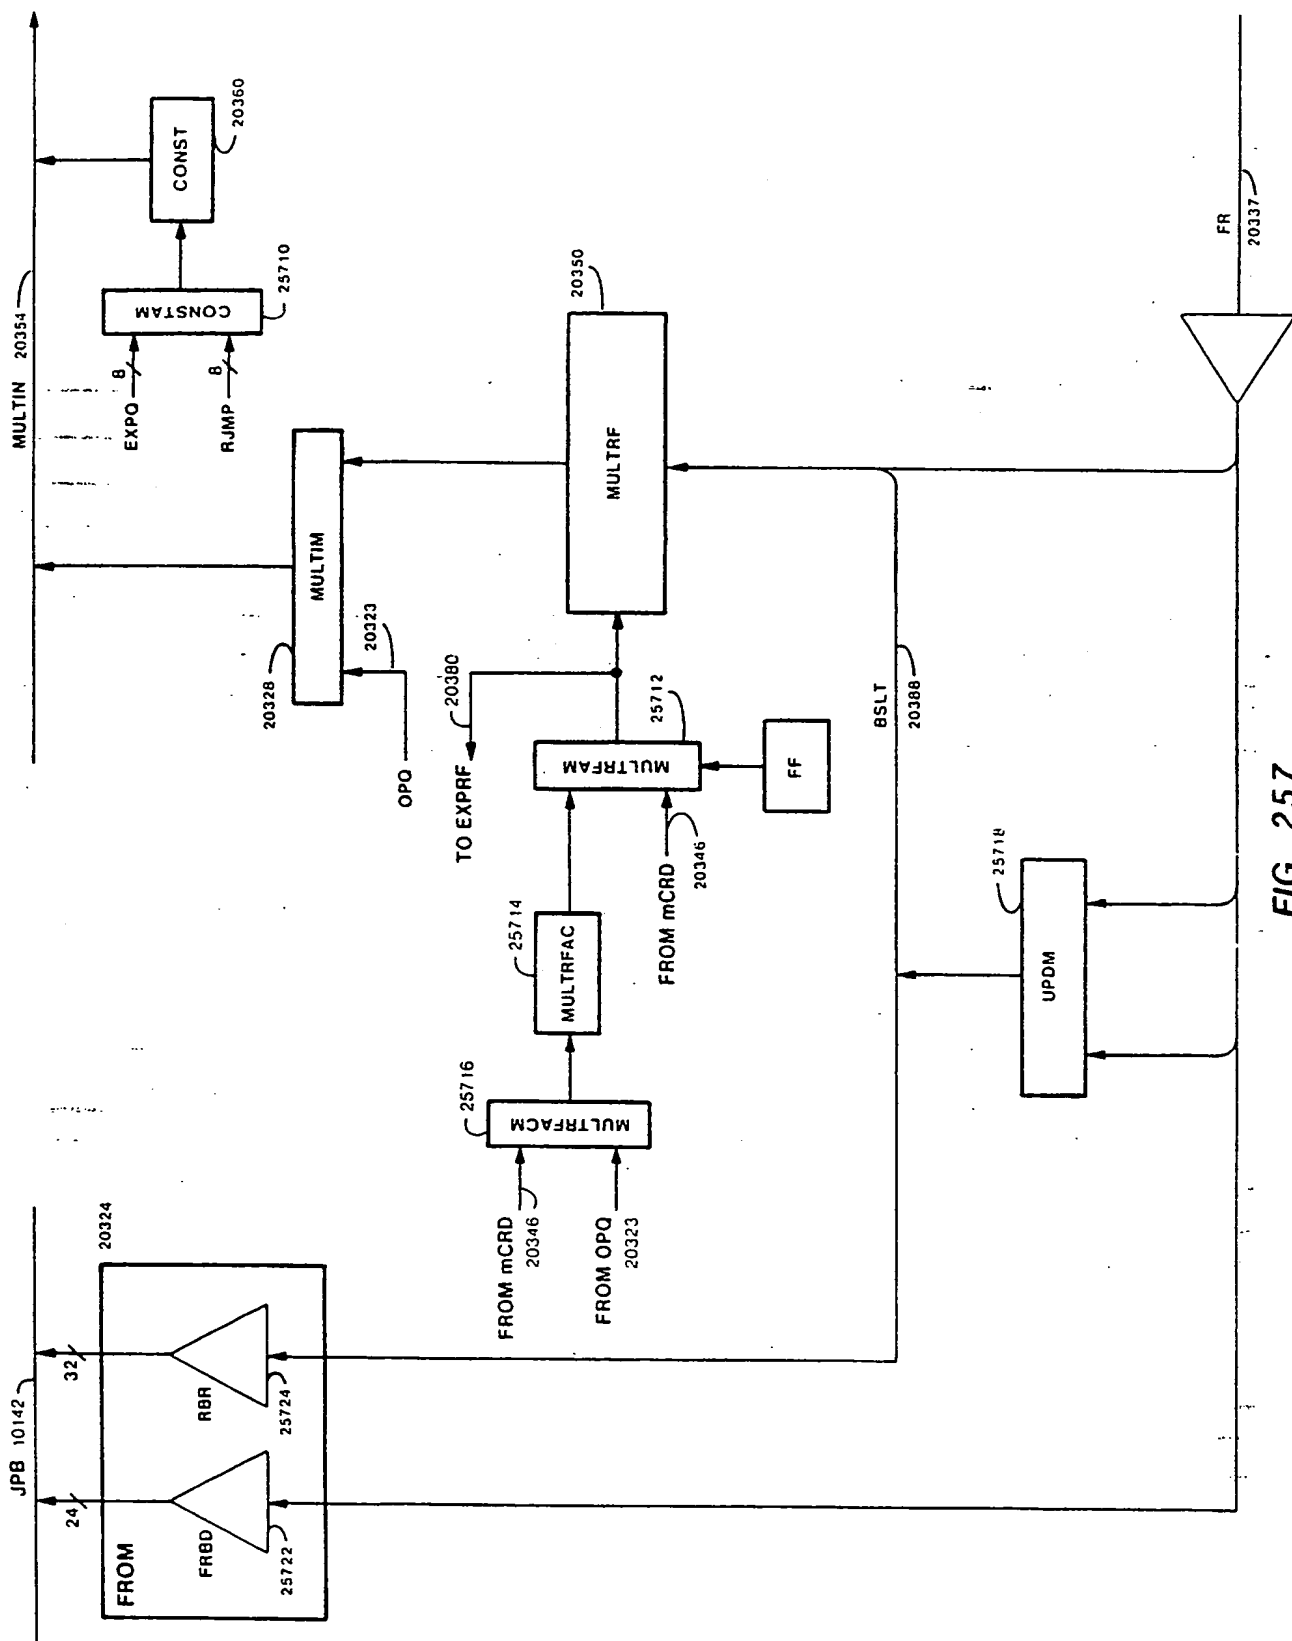 JPB 10142
24
32
20324
FROM
FRBD
25722
RBR
25724
FROM mCRD
20346
FROM OPQ
20323
MULTRFACM
25716
MULTRFAC
25714
TO EXPRF
20380
MULTRFAM
25712
FROM mCRD
20346
FF
OPQ
20323
MULTIM
20328
MULTRF
20350
MULTIN 20354
EXPQ
8
RJMP
8
CONSTAM
25710
CONST
20360
BSLT
20388
UPDM
25718
FR
20337
FIG. 257